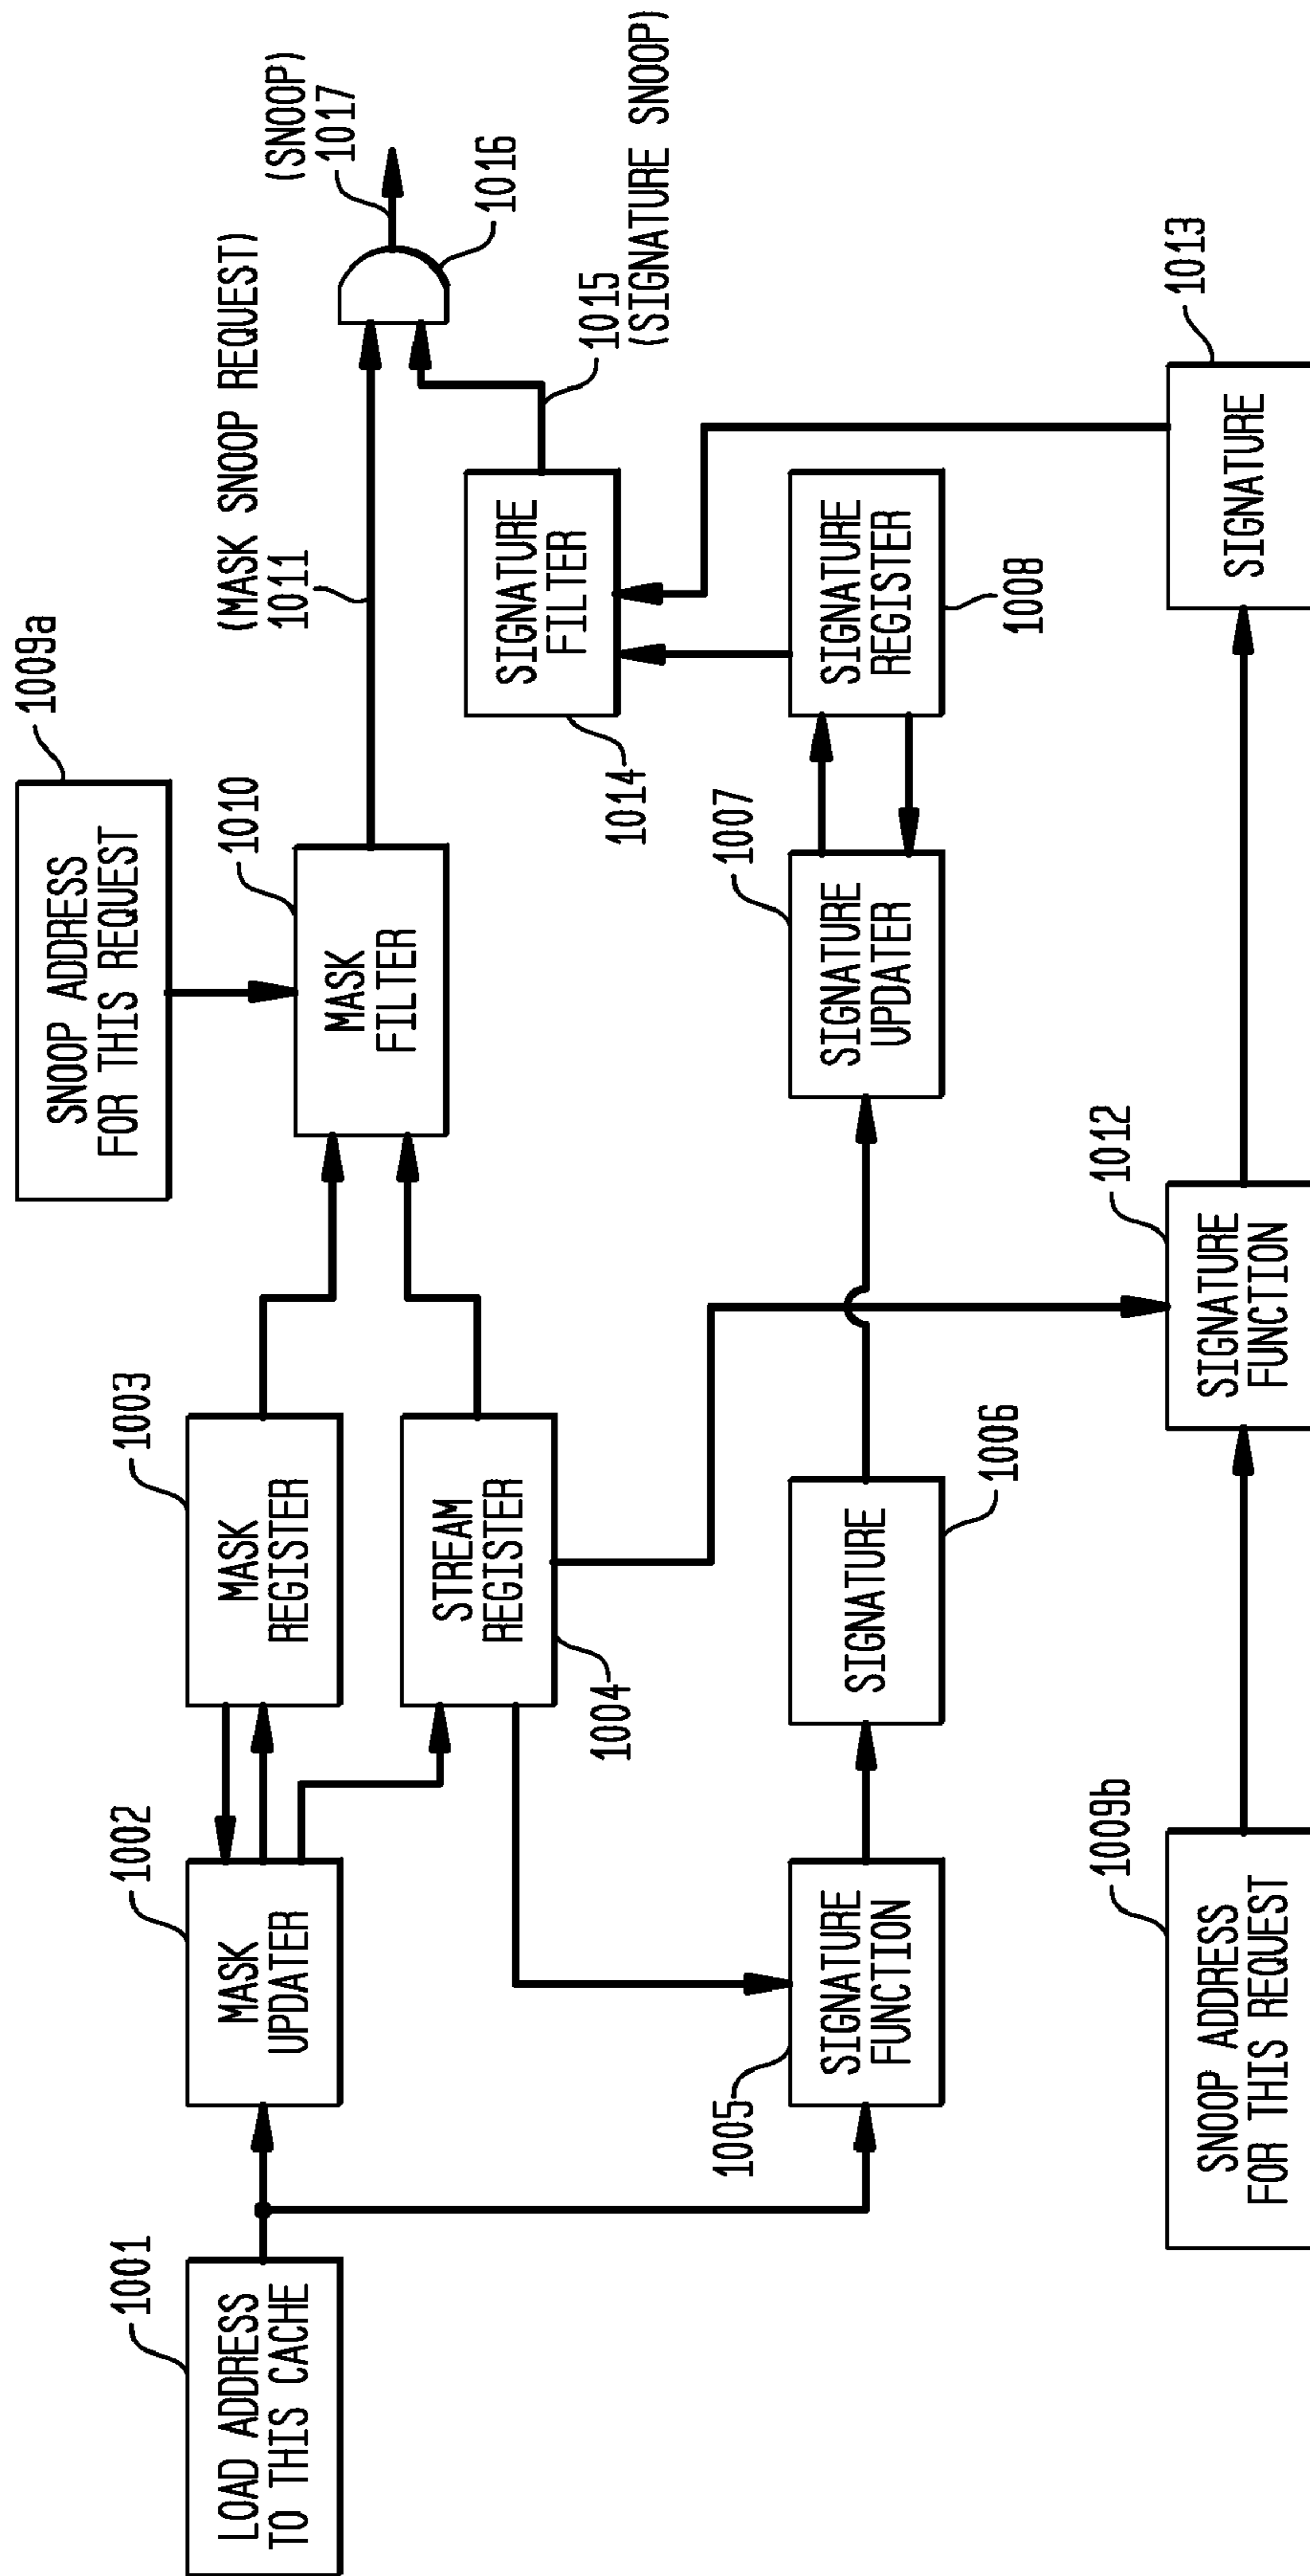 1001
LOAD ADDRESS
TO THIS CACHE
1002
MASK
UPDATER
1003
MASK
REGISTER
STREAM
REGISTER
1004
SNOOP ADDRESS
FOR THIS REQUEST
1009a
MASK
FILTER
1010
(MASK SNOOP REQUEST)
1011
(SNOOP)
1017
1016
1015
(SIGNATURE SNOOP)
SIGNATURE
FILTER
1014
1005
SIGNATURE
FUNCTION
SIGNATURE
1006
1007
SIGNATURE
UPDATER
SIGNATURE
REGISTER
1008
1009b
SNOOP ADDRESS
FOR THIS REQUEST
1012
SIGNATURE
FUNCTION
1013
SIGNATURE